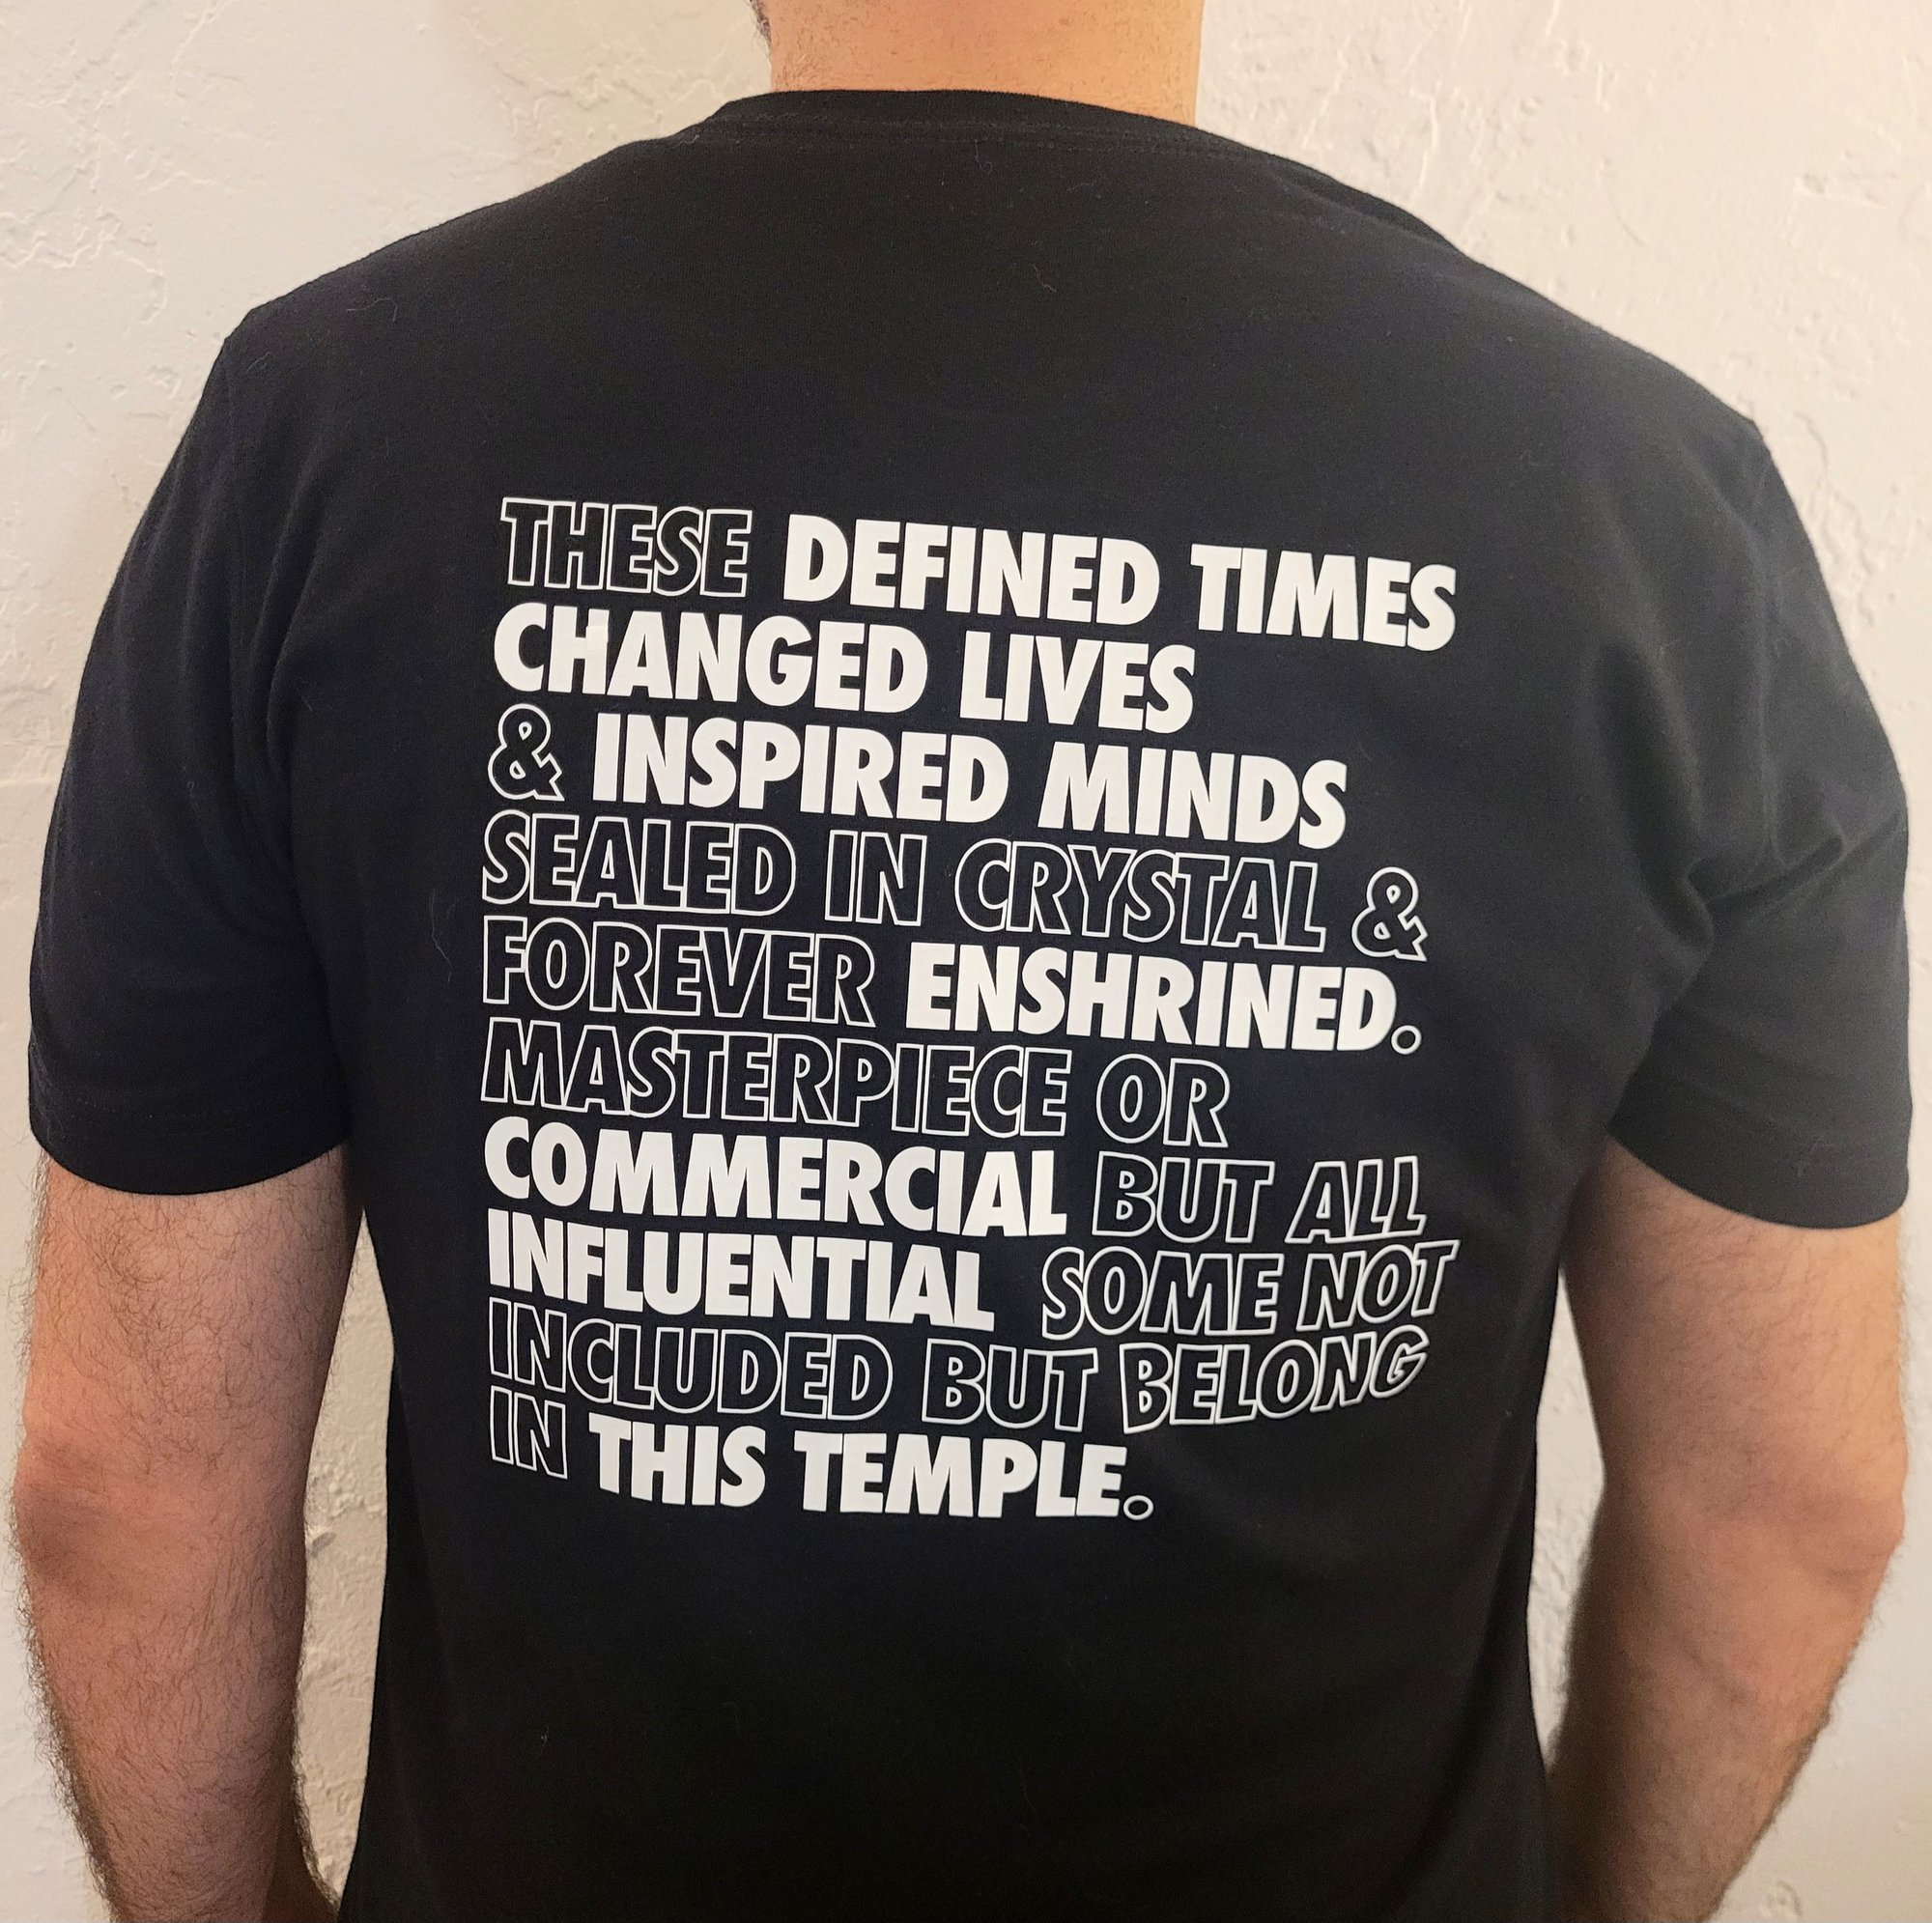 THESE DEFINED TIMES
CHANGED LIVES
& INSPIRED MINDS
SEALED IN CRYSTAL &
FOREVER ENSHRINED.
MASTERPIECE OR
COMMERCIAL BUT ALL
INFLUENTIAL SOME NOT
INCLUDED BUT BELONG
IN THIS TEMPLE.